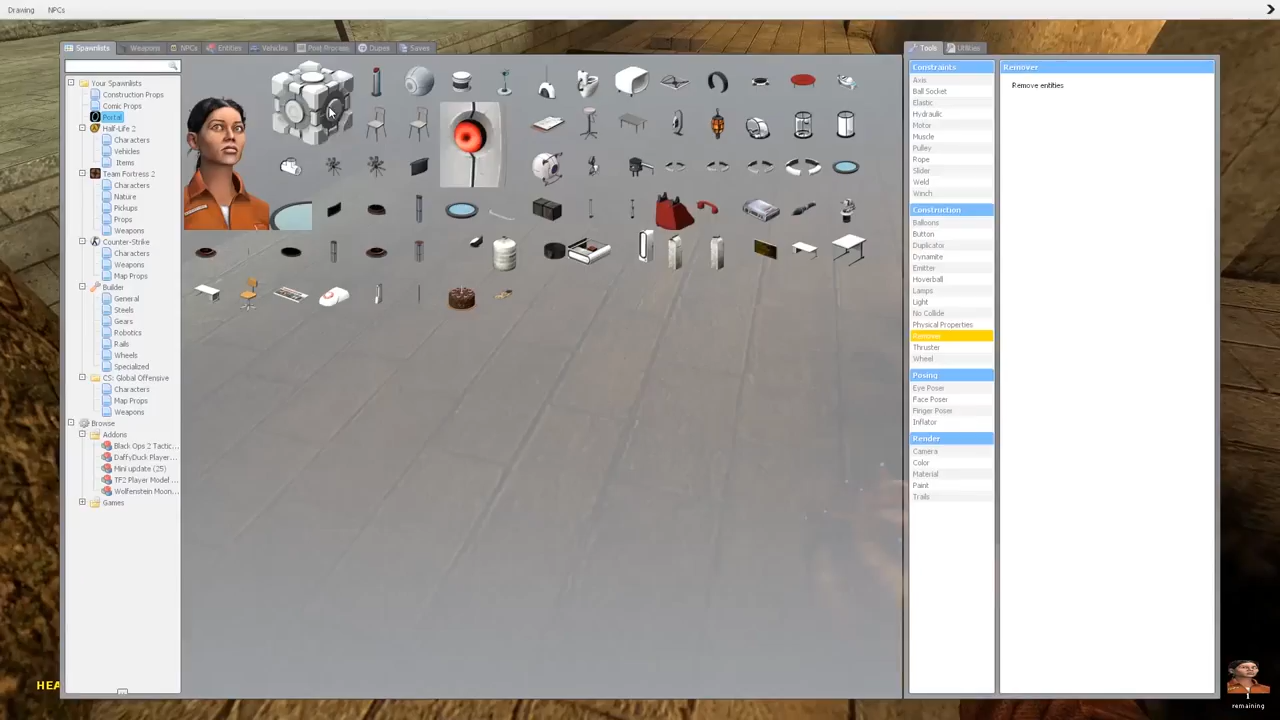 Drawing NPCs
Spawnlists Weapons NPCs Entities Vehicles Post Process Dupes Saves
Tools Utilities
Your Spawnlists
Construction Props
Comic Props
Portal
Half-Life 2
Characters
Vehicles
Items
Team Fortress 2
Characters
Nature
Pickups
Props
Weapons
Counter-Strike
Characters
Weapons
Map Props
Builder
General
Steels
Gears
Robotics
Rails
Wheels
Specialized
CS: Global Offensive
Characters
Map Props
Weapons
Browse
Addons
Black Ops 2 Tactic...
DaffyDuck Player...
Mini update (25)
TF2 Player Model ...
Wolfenstein Moon...
Games
Constraints
Axis
Ball Socket
Elastic
Hydraulic
Motor
Muscle
Pulley
Rope
Slider
Weld
Winch
Construction
Balloons
Button
Duplicator
Dynamite
Emitter
Hoverball
Lamps
Light
No Collide
Physical Properties
Remover
Thruster
Wheel
Posing
Eye Poser
Face Poser
Finger Poser
Inflator
Render
Camera
Color
Material
Paint
Trails
Remover
Remove entities
HEA
1
remaining